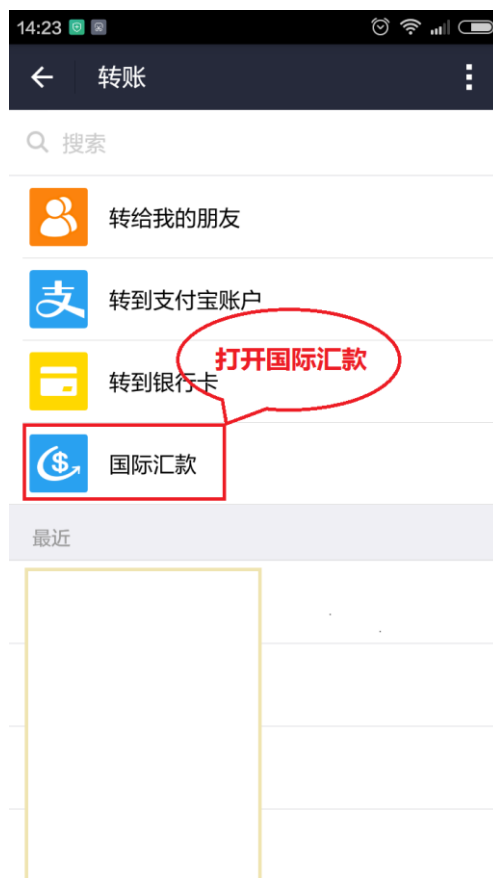 14:23
转账
搜索
转给我的朋友
支
转到支付宝账户
打开国际汇款
转到银行卡
$
国际汇款
最近